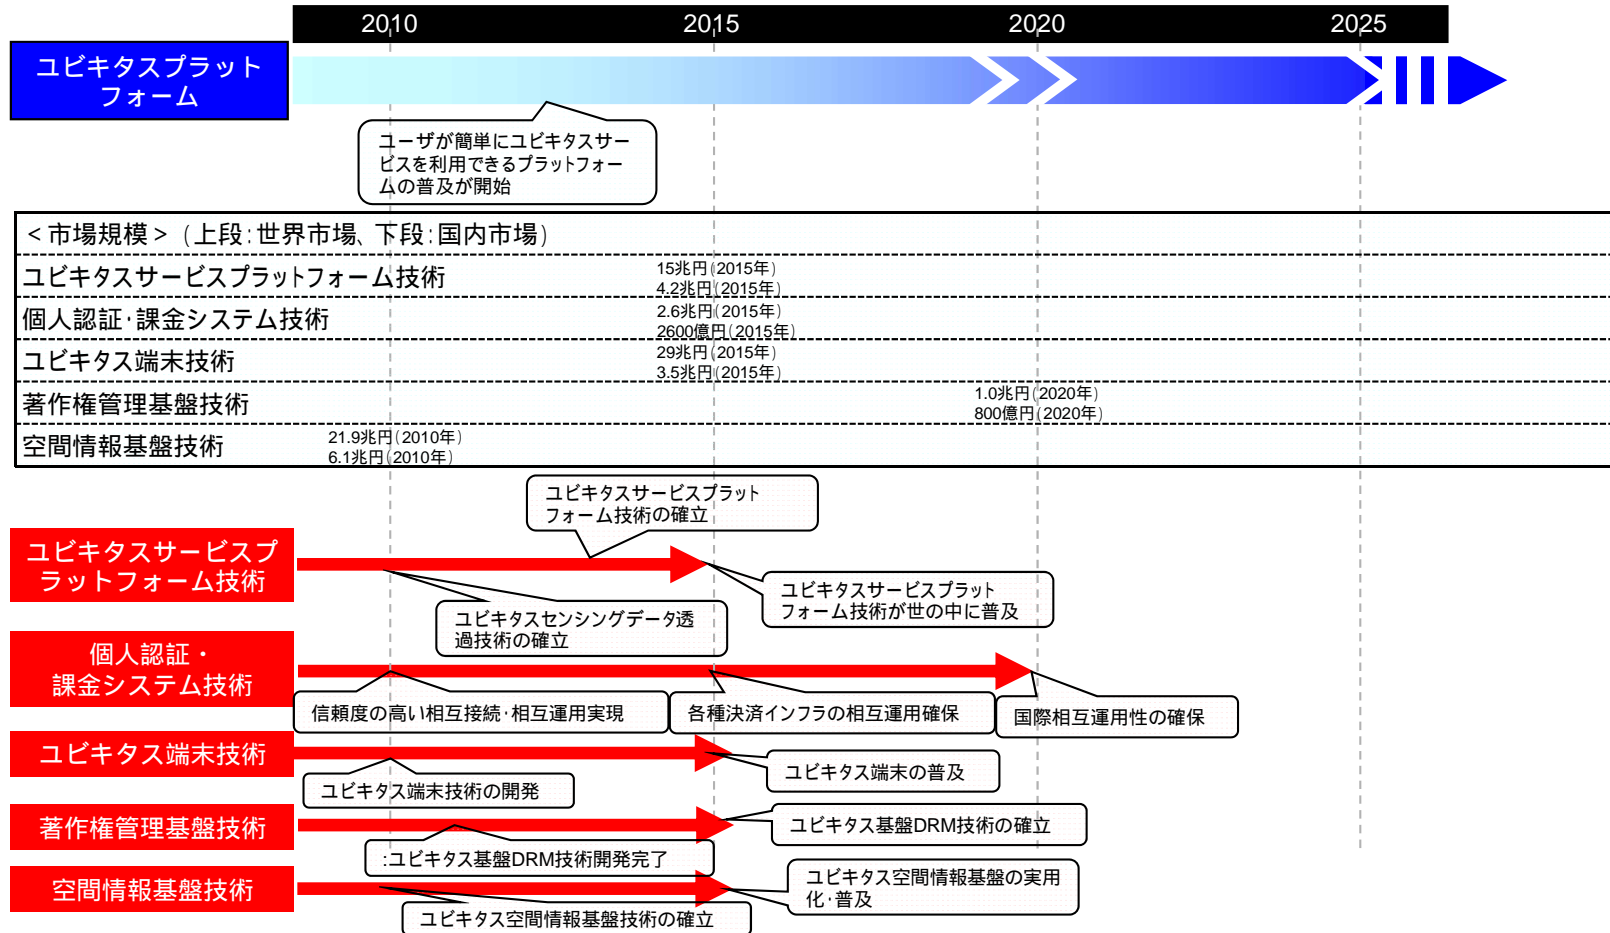 2010
2015
2020
2025
ユビキタスプラット
フォーム
ユーザが簡単にユビキタスサー
ビスを利用できるプラットフォー
ムの普及が開始
<市場規模>(上段:世界市場、下段:国内市場)
ユビキタスサービスプラットフォーム技術
15兆円(2015年)
4.2兆円(2015年)
個人認証・課金システム技術
2.6兆円(2015年)
2600億円(2015年)
ユビキタス端末技術
29兆円(2015年)
3.5兆円(2015年)
著作権管理基盤技術
1.0兆円(2020年)
800億円(2020年)
空間情報基盤技術
21.9兆円(2010年)
6.1兆円(2010年)
ユビキタスサービスプラット
フォーム技術の確立
ユビキタスサービスプ
ラットフォーム技術
ユビキタスサービスプラット
フォーム技術が世の中に普及
ユビキタスセンシングデータ透
過技術の確立
個人認証・
課金システム技術
信頼度の高い相互接続・相互運用実現
各種決済インフラの相互運用確保
国際相互運用性の確保
ユビキタス端末技術
ユビキタス端末の普及
ユビキタス端末技術の開発
著作権管理基盤技術
ユビキタス基盤DRM技術の確立
:ユビキタス基盤DRM技術開発完了
空間情報基盤技術
ユビキタス空間情報基盤の実用
化・普及
ユビキタス空間情報基盤技術の確立